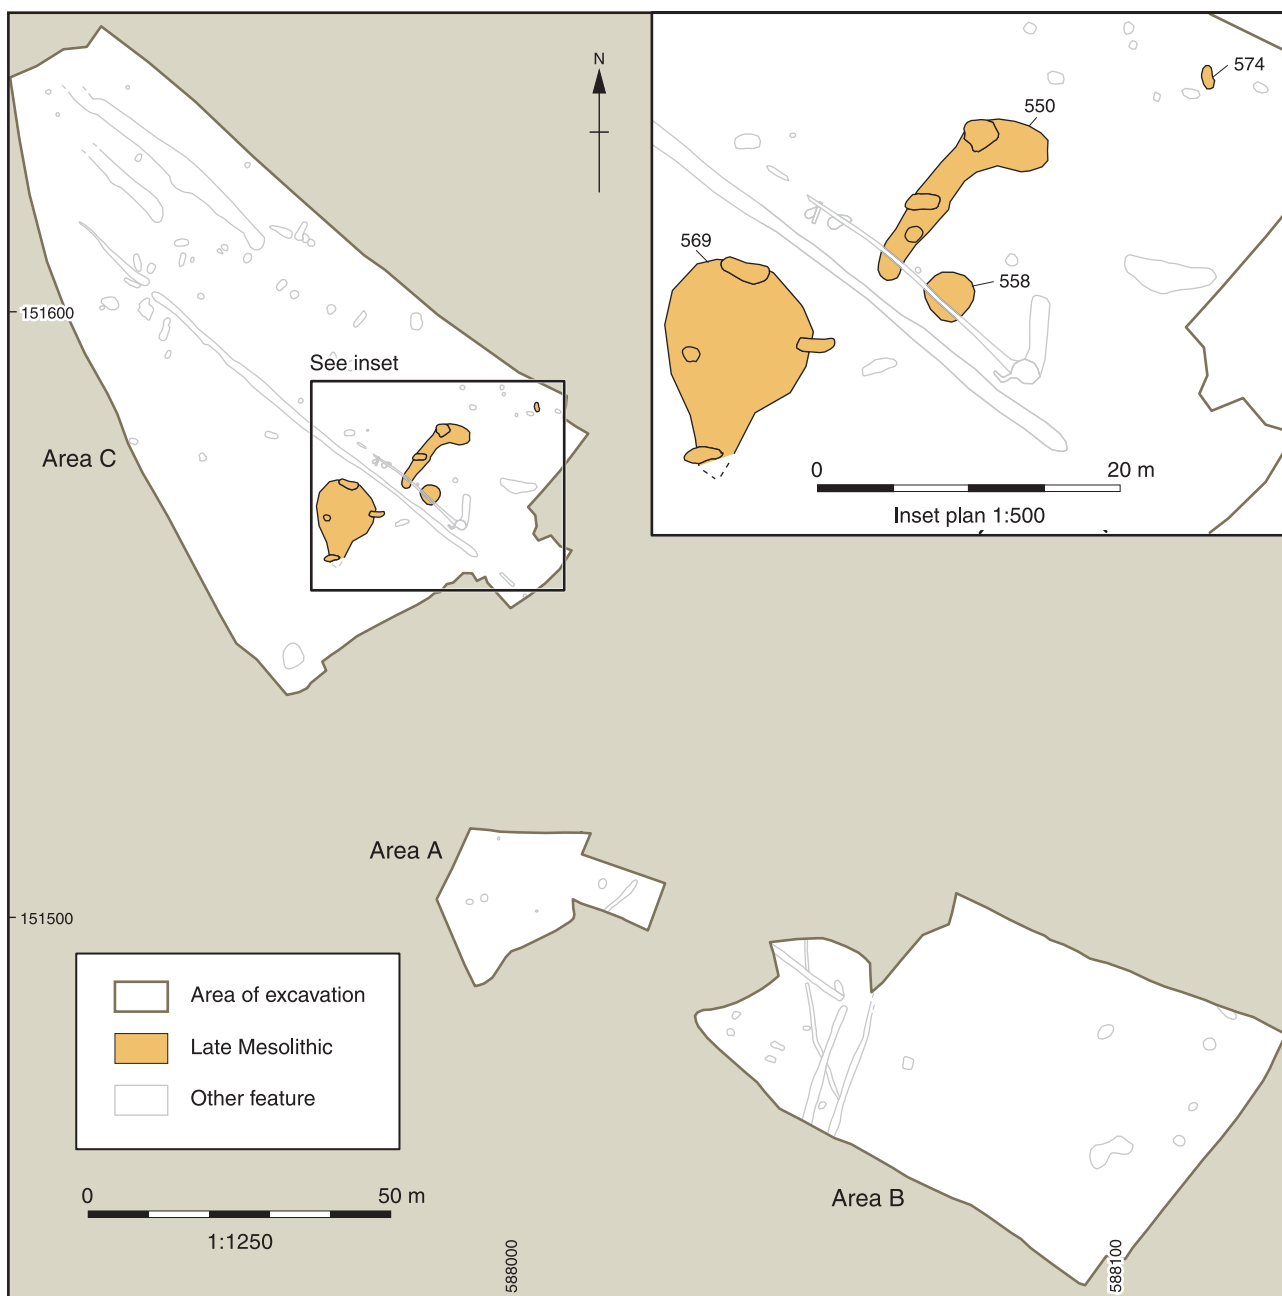 N
574
550
569
558
0 20 m
Inset plan 1:500
151600
See inset
Area C
Area A
151500
Area of excavation
Late Mesolithic
Other feature
0 50 m
1:1250
Area B
588000
588100